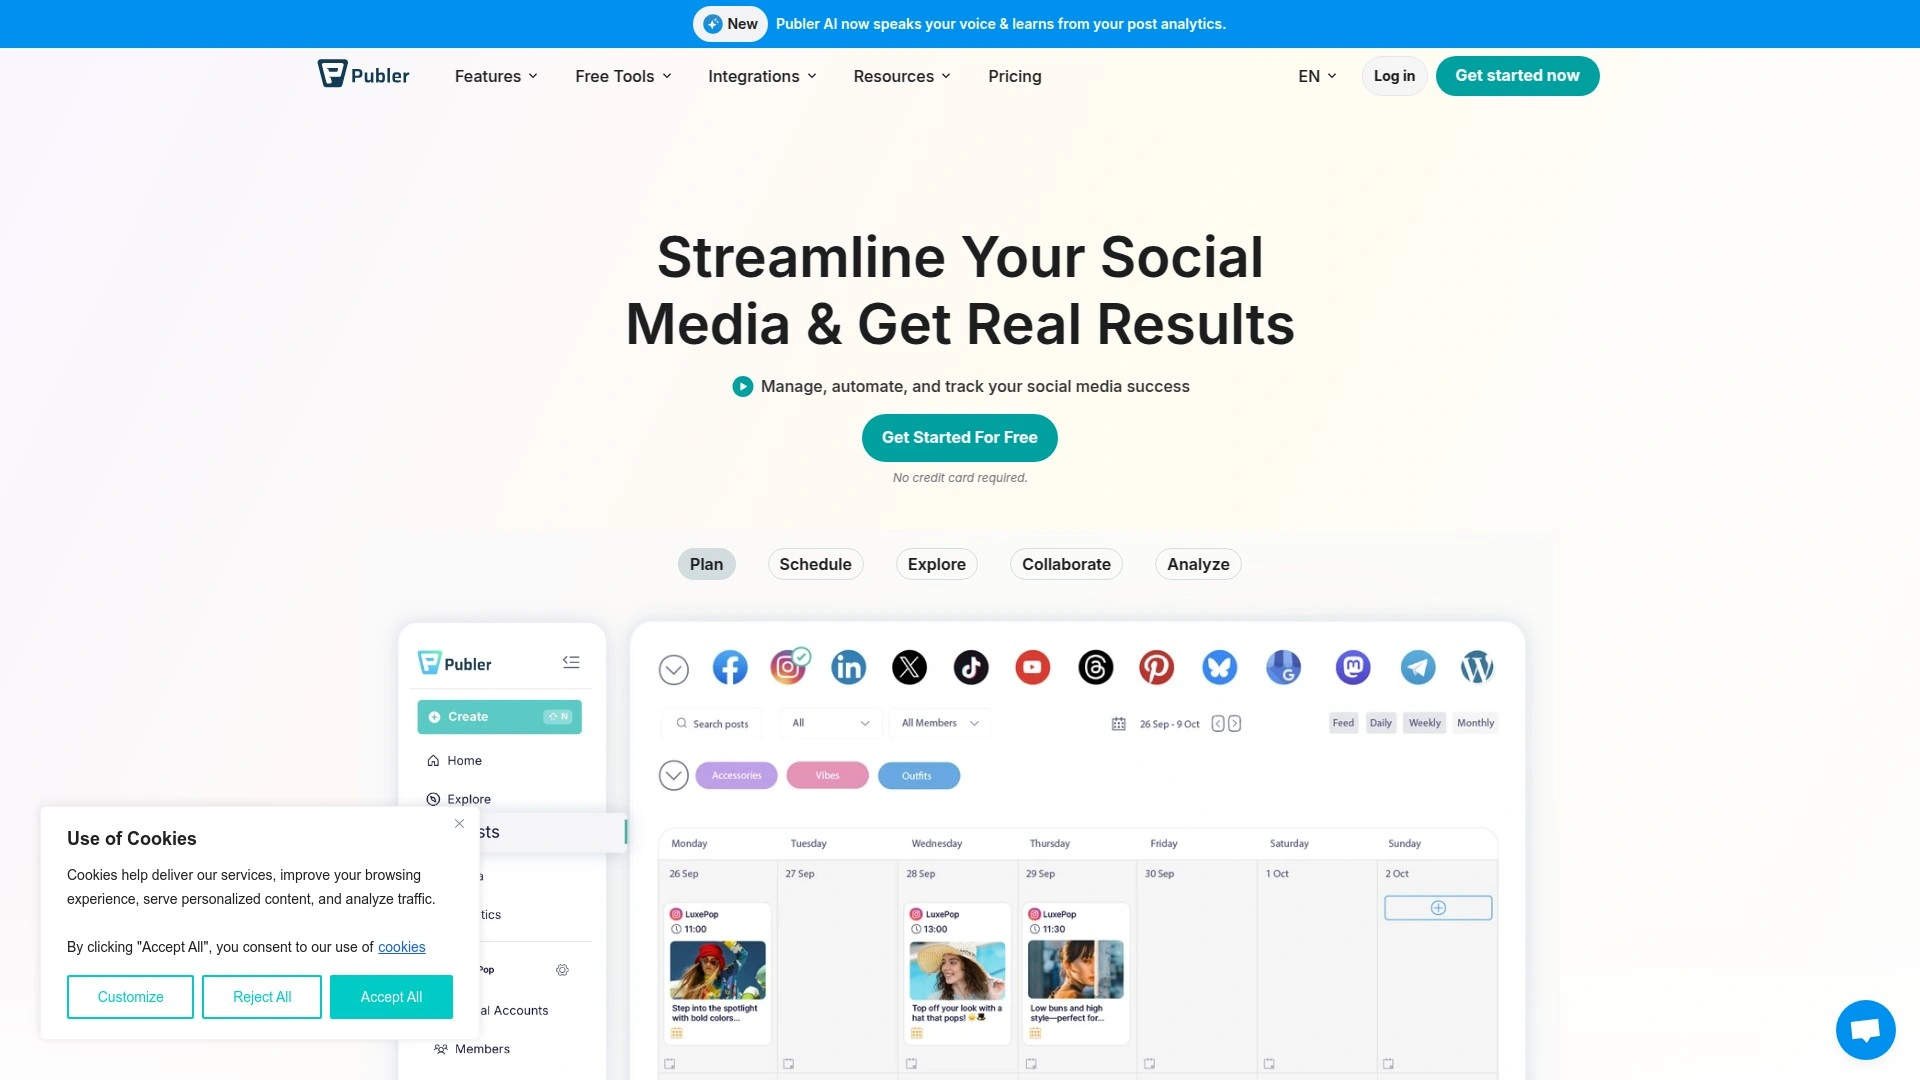 New Publer AI now speaks your voice & learns from your post analytics.
Publer Features Free Tools Integrations Resources Pricing EN Log in Get started now
Streamline Your Social
Media & Get Real Results
Manage, automate, and track your social media success
Get Started For Free
No credit card required.
Plan Schedule Explore Collaborate Analyze
Publer
Create N
Home
Explore
sts
a
tics
Pop
al Accounts
Members
Search posts All All Members 26 Sep - 9 Oct Feed Daily Weekly Monthly
Accessories Vibes Outfits
Monday Tuesday Wednesday Thursday Friday Saturday Sunday
26 Sep 27 Sep 28 Sep 29 Sep 30 Sep 1 Oct 2 Oct
LuxePop
11:00
Step into the spotlight
with bold colors...
LuxePop
13:00
Top off your look with a
hat that pops!
LuxePop
11:30
Low buns and high
style—perfect for...
Use of Cookies
Cookies help deliver our services, improve your browsing
experience, serve personalized content, and analyze traffic.
By clicking "Accept All", you consent to our use of cookies
Customize Reject All Accept All